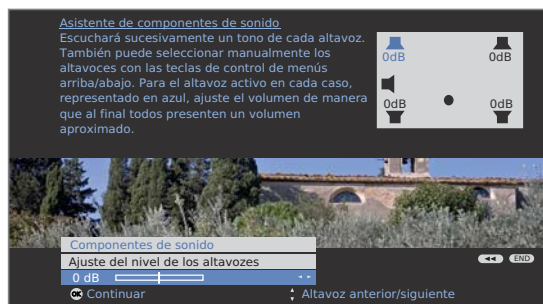 Asistente de componentes de sonido
Escuchará sucesivamente un tono de cada altavoz.
También puede seleccionar manualmente los
altavoces con las teclas de control de menús
arriba/abajo. Para el altavoz activo en cada caso,
representado en azul, ajuste el volumen de manera
que al final todos presenten un volumen
aproximado.
0dB 0dB
0dB 0dB
Componentes de sonido
Ajuste del nivel de los altavozes
0 dB
END
OK Continuar Altavoz anterior/siguiente